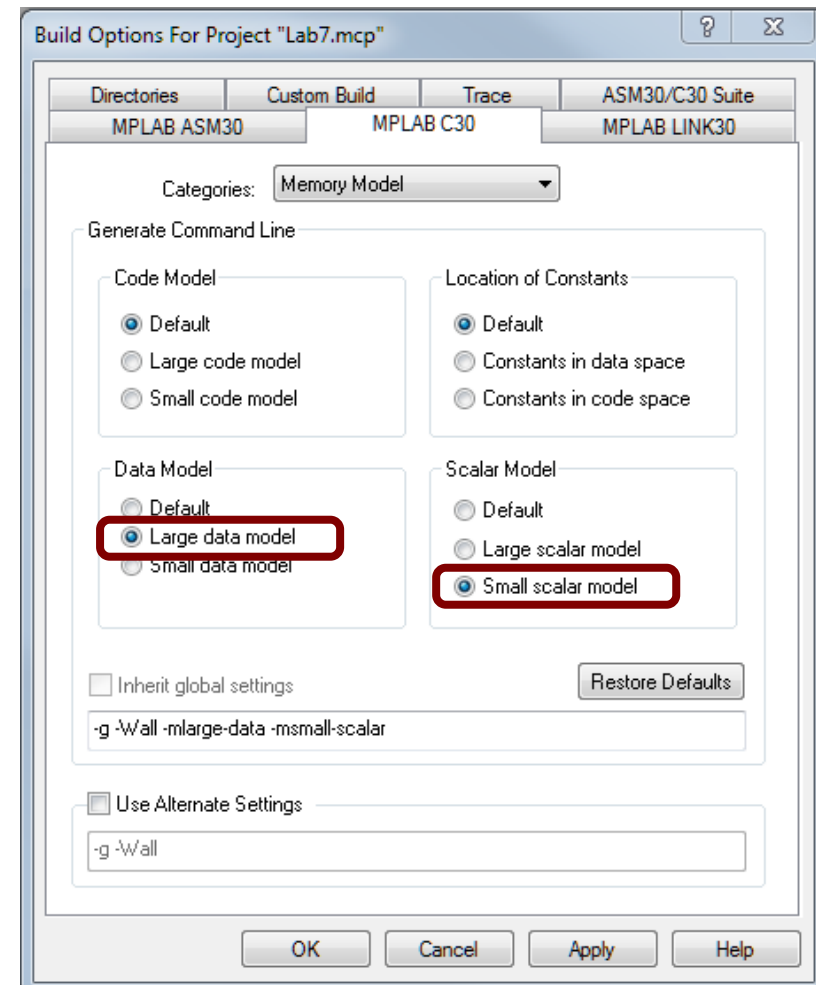 Build Options For Project "Lab7.mcp"
Directories Custom Build Trace ASM30/C30 Suite
MPLAB ASM30 MPLAB C30 MPLAB LINK30
Categories: Memory Model
Generate Command Line
Code Model
Default
Large code model
Small code model
Location of Constants
Default
Constants in data space
Constants in code space
Data Model
Default
Large data model
Small data model
Scalar Model
Default
Large scalar model
Small scalar model
Inherit global settings
Restore Defaults
-g -Wall -mlarge-data -msmall-scalar
Use Alternate Settings
-g -Wall
OK Cancel Apply Help